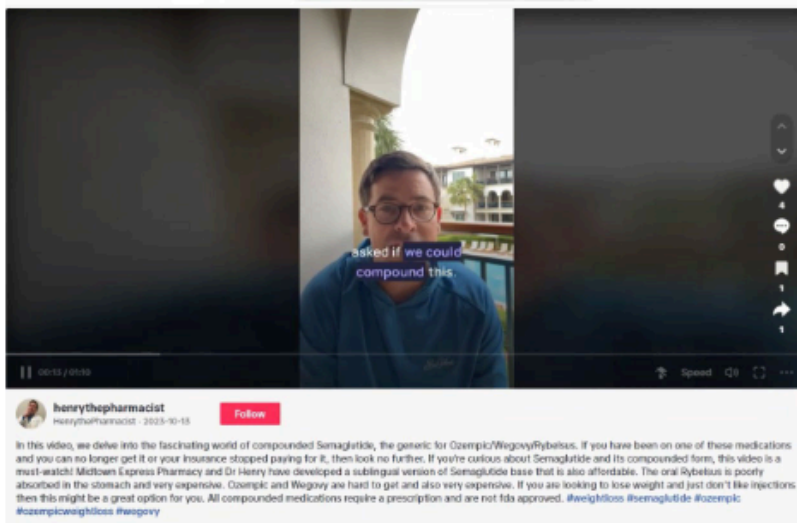 asked if we could
compound this.
4
0
1
1
00:13 / 01:10
Speed
henrythepharmacist
HenrythePharmacist · 2023-10-13
Follow
In this video, we delve into the fascinating world of compounded Semaglutide, the generic for Ozempic/Wegovy/Rybelsus. If you have been on one of these medications
and you can no longer get it or your insurance stopped paying for it, then look no further. If you're curious about Semaglutide and its compounded form, this video is a
must-watch! Midtown Express Pharmacy and Dr Henry have developed a sublingual version of Semaglutide base that is also affordable. The oral Rybelsus is poorly
absorbed in the stomach and very expensive. Ozempic and Wegovy are hard to get and also very expensive. If you are looking to lose weight and just don't like injections
then this might be a great option for you. All compounded medications require a prescription and are not fda approved. #weightloss #semaglutide #ozempic
#ozempicweightloss #wegovy